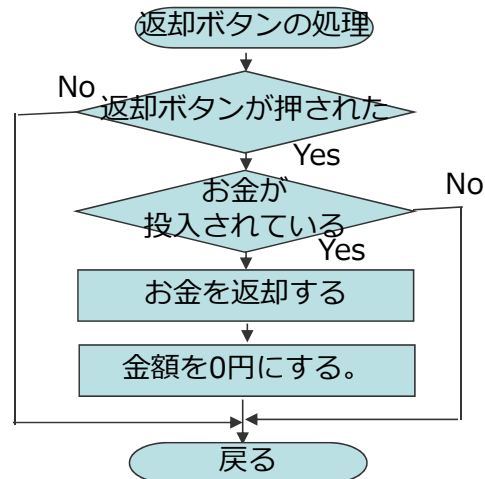 返却ボタンの処理
No
返却ボタンが押された
Yes
お金が
投入されている
No
Yes
お金を返却する
金額を0円にする。
戻る